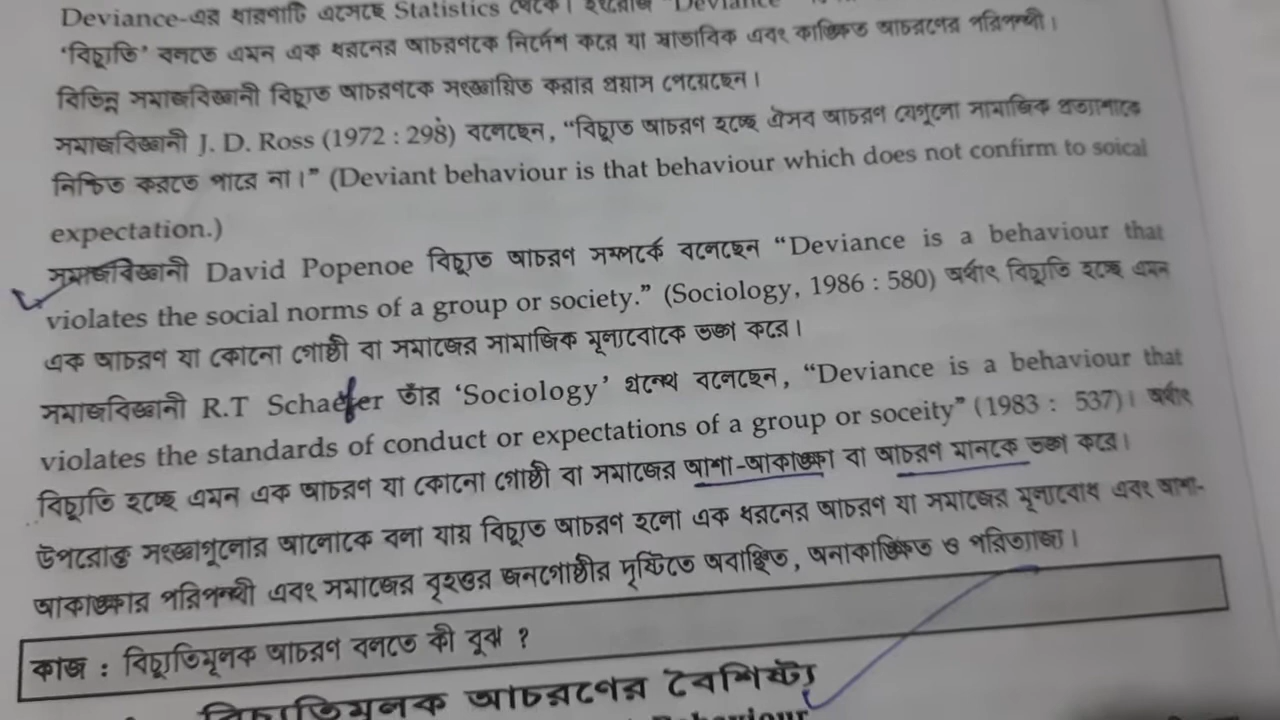 Deviance-এর ধারণাটি এসেছে Statistics থেকে। ইংরেজি "Deviance"
'বিচ্যুতি' বলতে এমন এক ধরনের আচরণকে নির্দেশ করে যা স্বাভাবিক এবং কাঙ্ক্ষিত আচরণের পরিপন্থী।
বিভিন্ন সমাজবিজ্ঞানী বিচ্যুত আচরণকে সংজ্ঞায়িত করার প্রয়াস পেয়েছেন।
সমাজবিজ্ঞানী J. D. Ross (1972 : 298) বলেছেন, "বিচ্যুত আচরণ হচ্ছে ঐসব আচরণ যেগুলো সামাজিক প্রত্যাশাকে
নিশ্চিত করতে পারে না।" (Deviant behaviour is that behaviour which does not confirm to soical
expectation.)
সমাজবিজ্ঞানী David Popenoe বিচ্যুত আচরণ সম্পর্কে বলেছেন "Deviance is a behaviour that
violates the social norms of a group or society." (Sociology, 1986 : 580) অর্থাৎ বিচ্যুতি হচ্ছে এমন
এক আচরণ যা কোনো গোষ্ঠী বা সমাজের সামাজিক মূল্যবোকে ভঙ্গ করে।
সমাজবিজ্ঞানী R.T Schaefer তাঁর 'Sociology' গ্রন্থে বলেছেন, "Deviance is a behaviour that
violates the standards of conduct or expectations of a group or soceity" (1983 : 537)। অর্থাৎ
বিচ্যুতি হচ্ছে এমন এক আচরণ যা কোনো গোষ্ঠী বা সমাজের আশা-আকাঙ্ক্ষা বা আচরণ মানকে ভঙ্গ করে।
উপরোক্ত সংজ্ঞাগুলোর আলোকে বলা যায় বিচ্যুত আচরণ হলো এক ধরনের আচরণ যা সমাজের মূল্যবোধ এবং আশা-
আকাঙ্ক্ষার পরিপন্থী এবং সমাজের বৃহত্তর জনগোষ্ঠীর দৃষ্টিতে অবাঞ্ছিত, অনাকাঙ্ক্ষিত ও পরিত্যাজ্য।
কাজ : বিচ্যুতিমূলক আচরণ বলতে কী বুঝ ?
বিচ্যুতিমূলক আচরণের বৈশিষ্ট্য
Behaviour